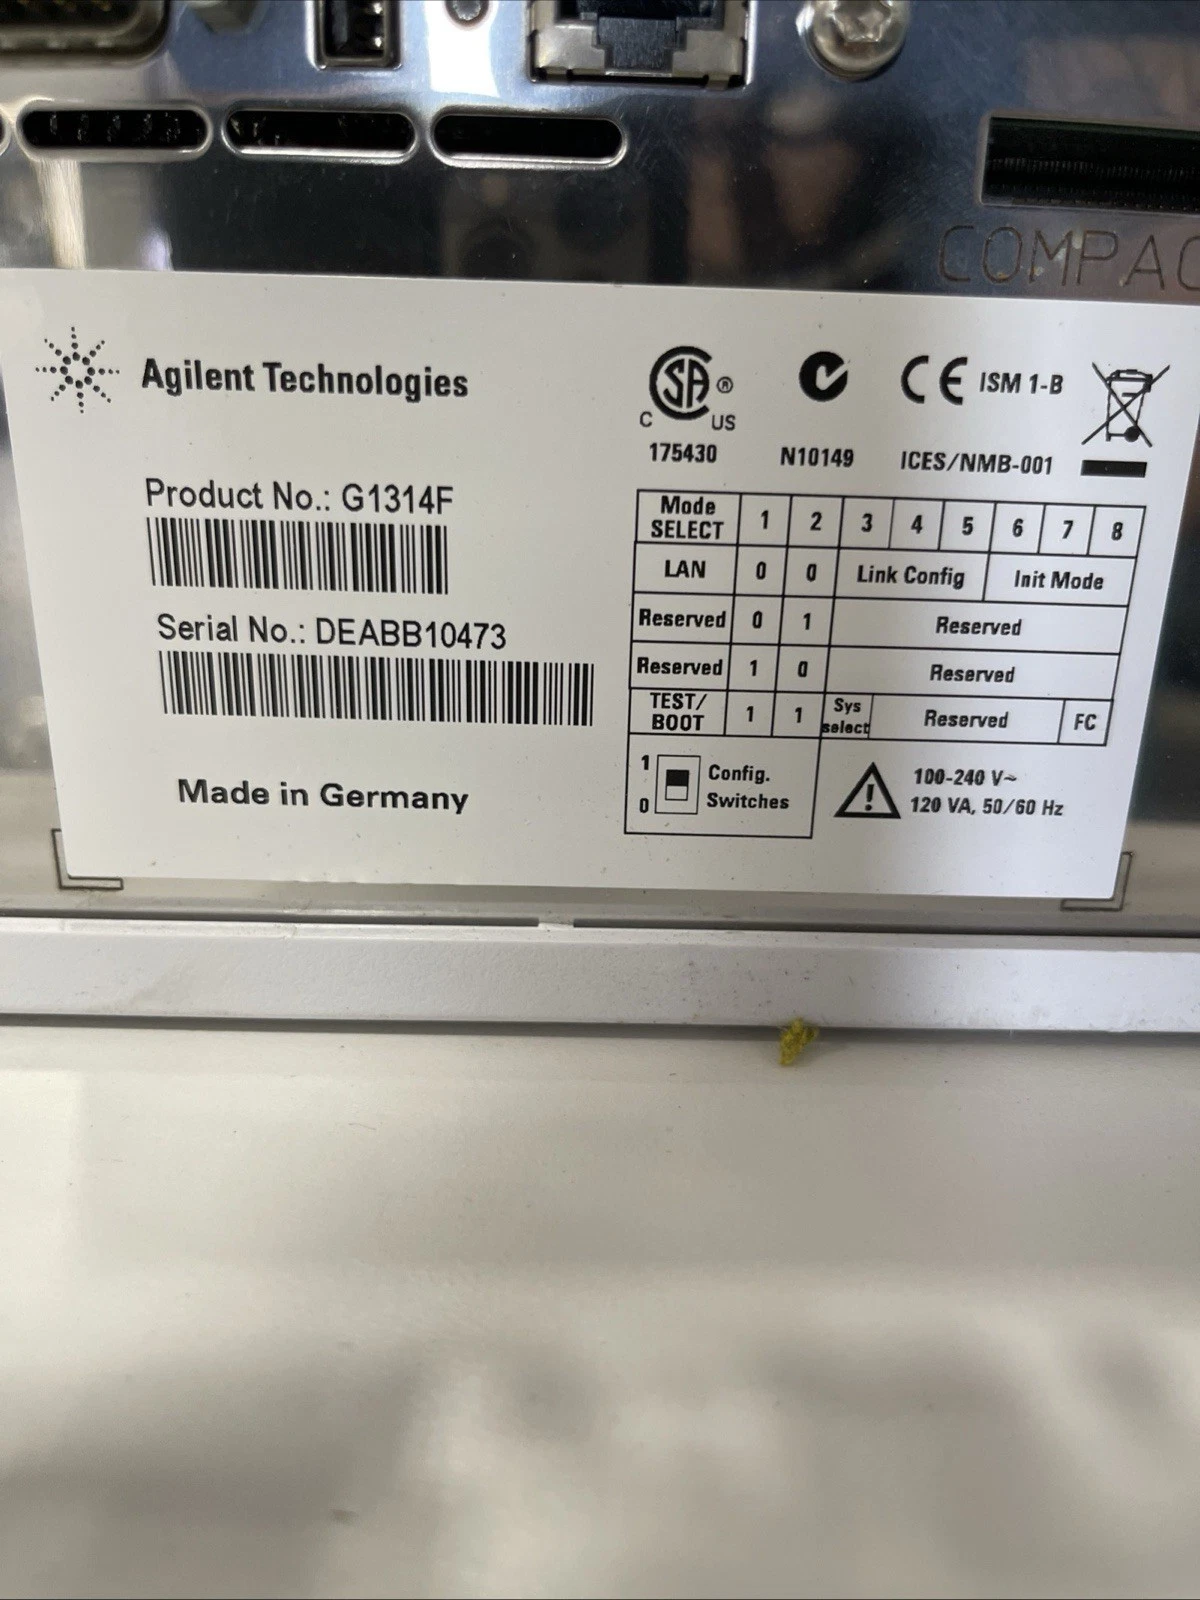 COMPAC
Agilent Technologies
Product No.: G1314F
Serial No.: DEABB10473
Made in Germany
SA ®
C US
175430
N10149
CE ISM 1-B
ICES/NMB-001
Mode SELECT 1 2 3 4 5 6 7 8
LAN 0 0 Link Config Init Mode
Reserved 0 1 Reserved
Reserved 1 0 Reserved
TEST/ BOOT 1 1 Sys select Reserved FC
1
0
Config.
Switches
100-240 V~
120 VA, 50/60 Hz